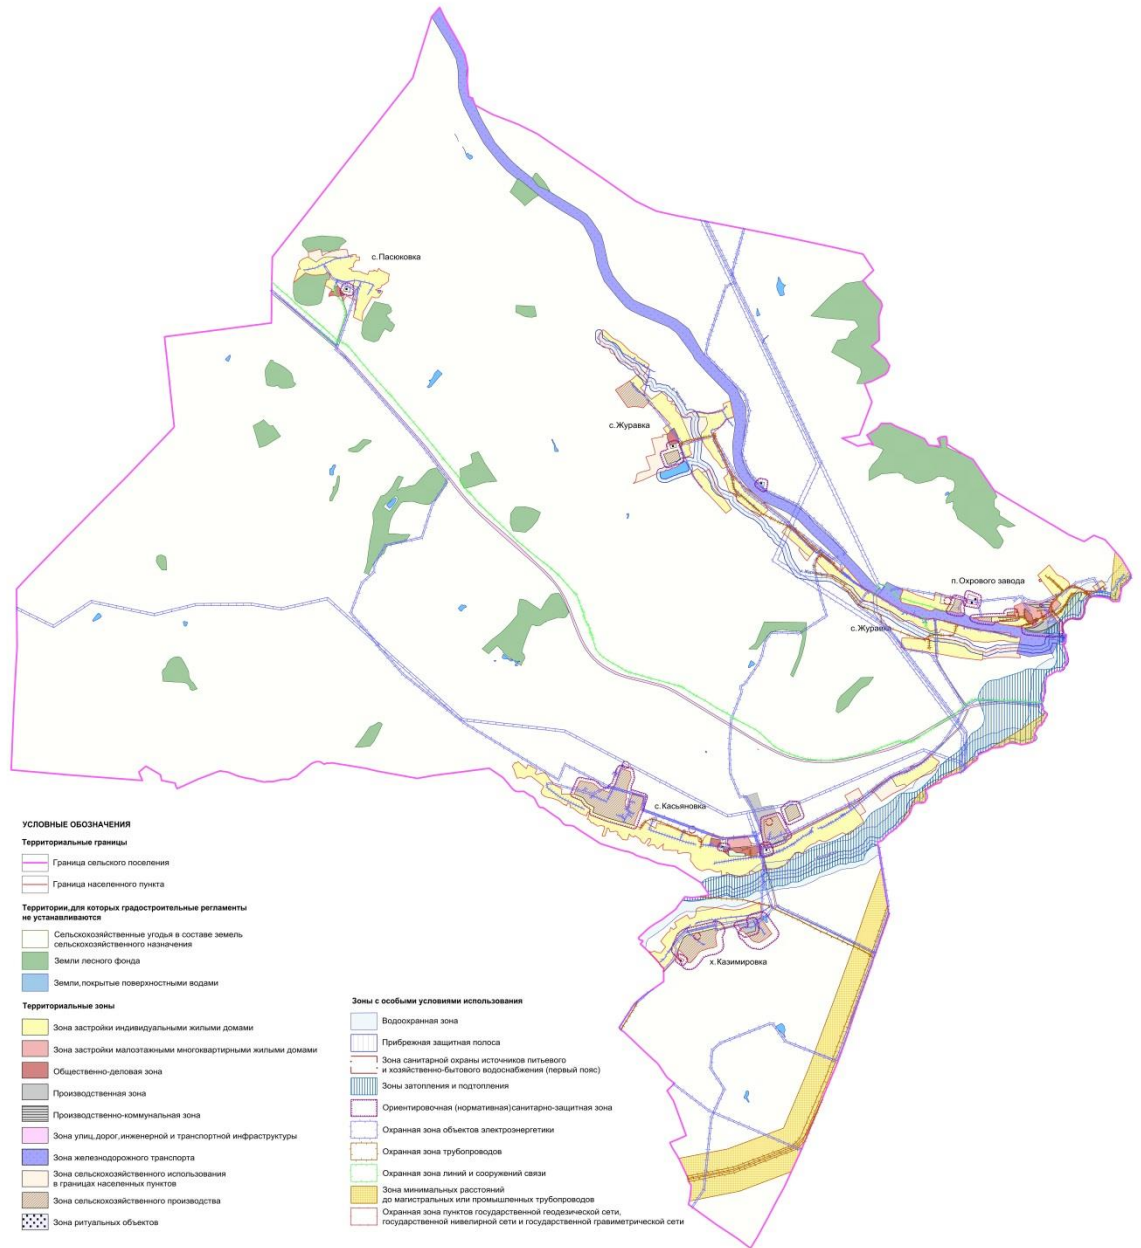 с.Пасюковка
с.Журавка
п.Охрового завода
с.Журавка
с.Касьяновка
х.Казимировка
УСЛОВНЫЕ ОБОЗНАЧЕНИЯ
Территориальные границы
Граница сельского поселения
Граница населенного пункта
Территории,для которых градостроительные регламенты
не устанавливаются
Сельскохозяйственные угодья в составе земель
сельскохозяйственного назначения
Земли лесного фонда
Земли,покрытые поверхностными водами
Территориальные зоны
Зона застройки индивидуальными жилыми домами
Зона застройки малоэтажными многоквартирными жилыми домами
Общественно-деловая зона
Производственная зона
Производственно-коммунальная зона
Зона улиц,дорог,инженерной и транспортной инфраструктуры
Зона железнодорожного транспорта
Зона сельскохозяйственного использования
в границах населенных пунктов
Зона сельскохозяйственного производства
Зона ритуальных объектов
Зоны с особыми условиями использования
Водоохранная зона
Прибрежная защитная полоса
Зона санитарной охраны источников питьевого
и хозяйственно-бытового водоснабжения (первый пояс)
Зоны затопления и подтопления
Ориентировочная (нормативная)санитарно-защитная зона
Охранная зона объектов электроэнергетики
Охранная зона трубопроводов
Охранная зона линий и сооружений связи
Зона минимальных расстояний
до магистральных или промышленных трубопроводов
Охранная зона пунктов государственной геодезической сети,
государственной нивелирной сети и государственной гравиметрической сети